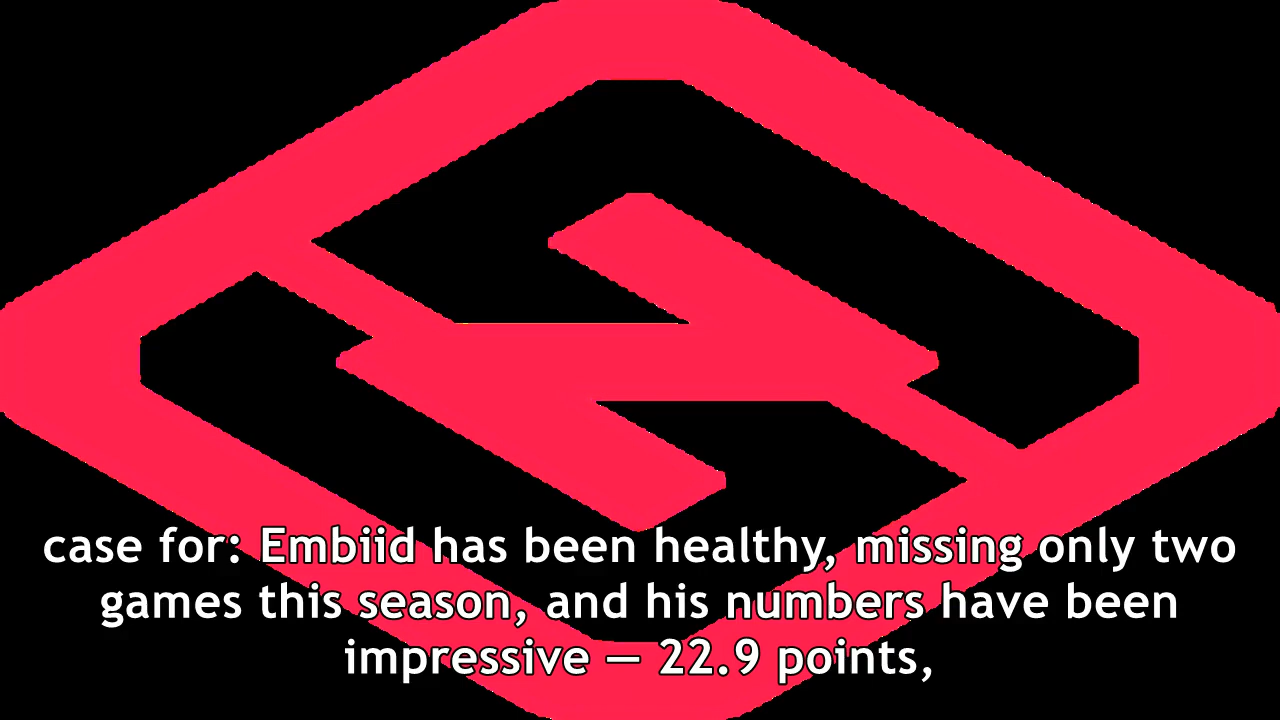 case for: Embiid has been healthy, missing only two
games this season, and his numbers have been
impressive — 22.9 points,